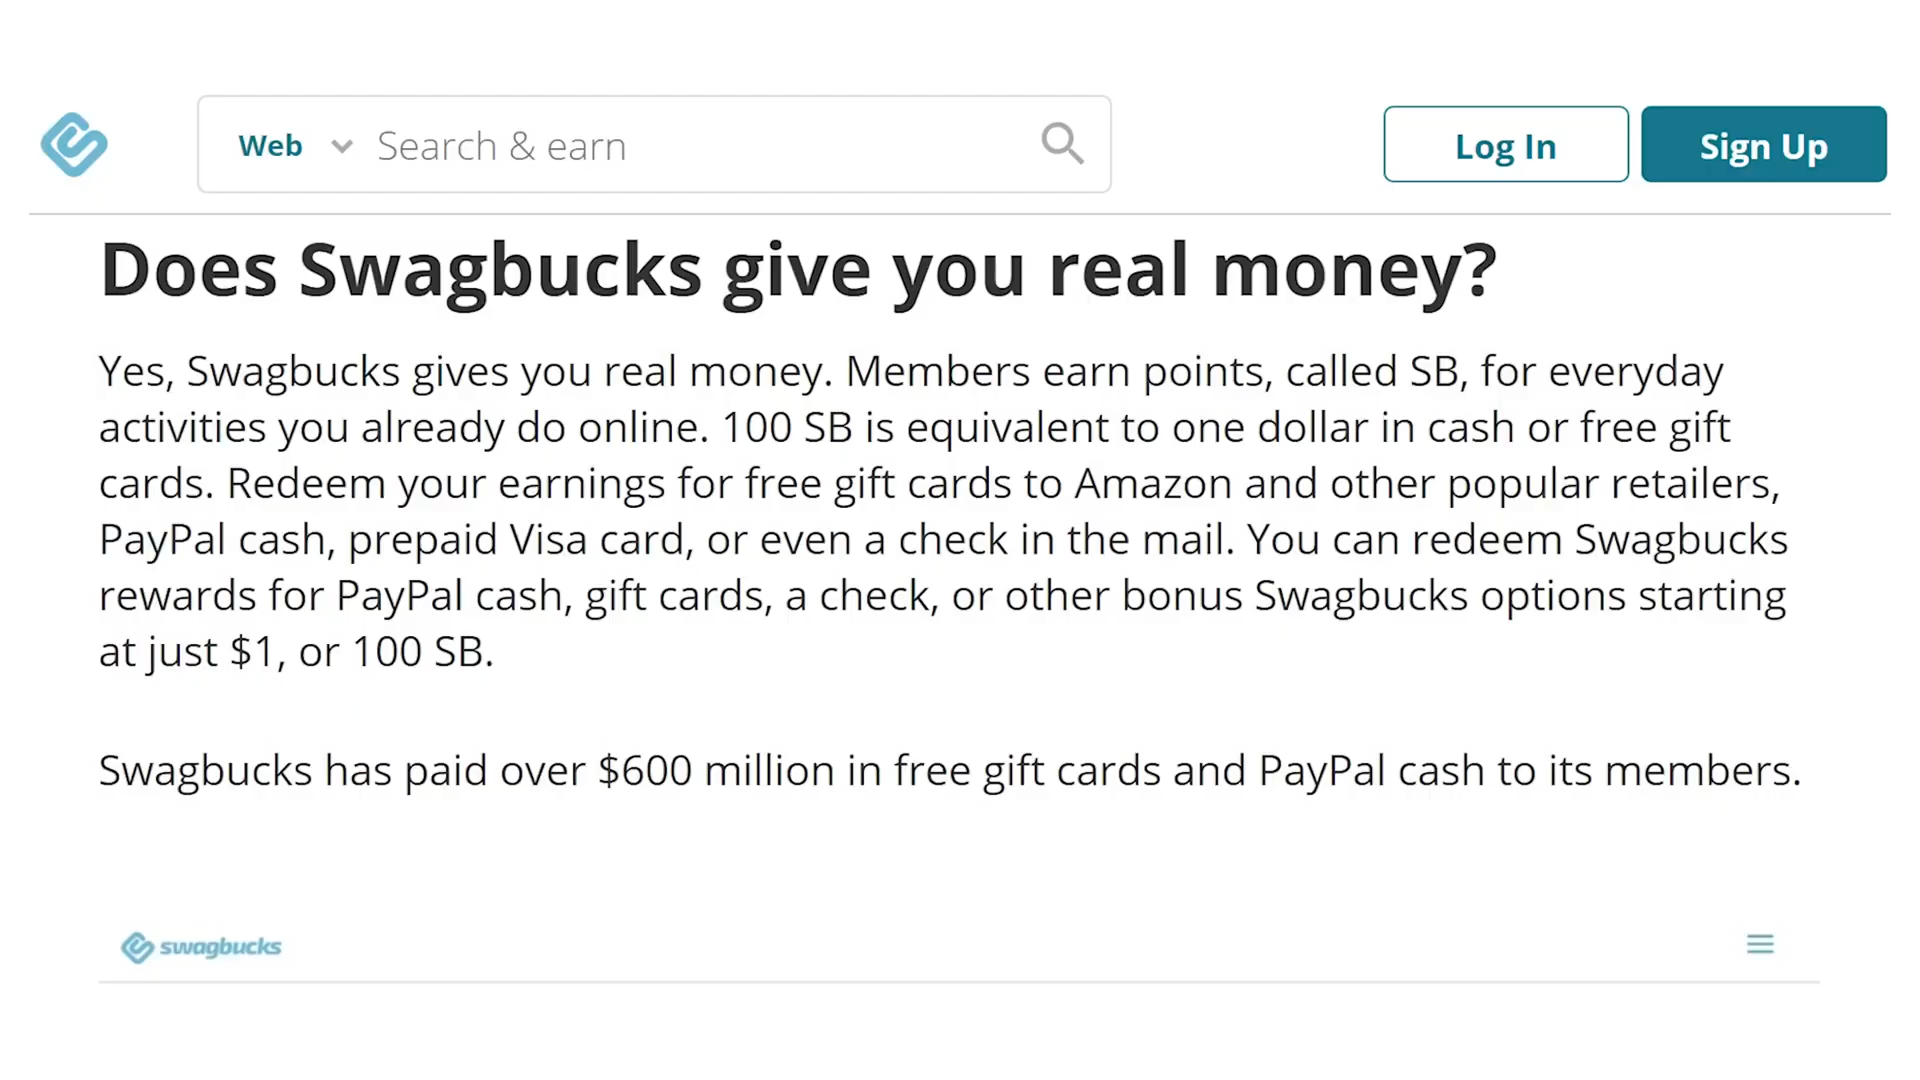 Web Search & earn Log In Sign Up
Does Swagbucks give you real money?
Yes, Swagbucks gives you real money. Members earn points, called SB, for everyday
activities you already do online. 100 SB is equivalent to one dollar in cash or free gift
cards. Redeem your earnings for free gift cards to Amazon and other popular retailers,
PayPal cash, prepaid Visa card, or even a check in the mail. You can redeem Swagbucks
rewards for PayPal cash, gift cards, a check, or other bonus Swagbucks options starting
at just $1, or 100 SB.
Swagbucks has paid over $600 million in free gift cards and PayPal cash to its members.
swagbucks